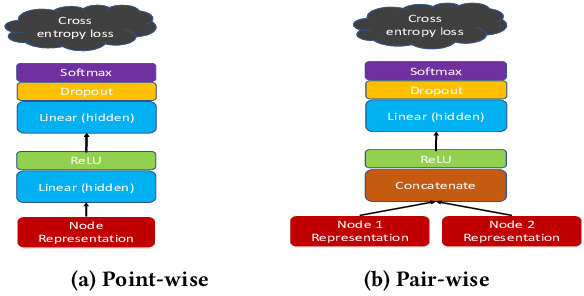 Cross
entropy loss
Softmax
Dropout
Linear (hidden)
ReLU
Linear (hidden)
Node
Representation
(a) Point-wise
Cross
entropy loss
Softmax
Dropout
Linear (hidden)
ReLU
Concatenate
Node 1
Representation
Node 2
Representation
(b) Pair-wise